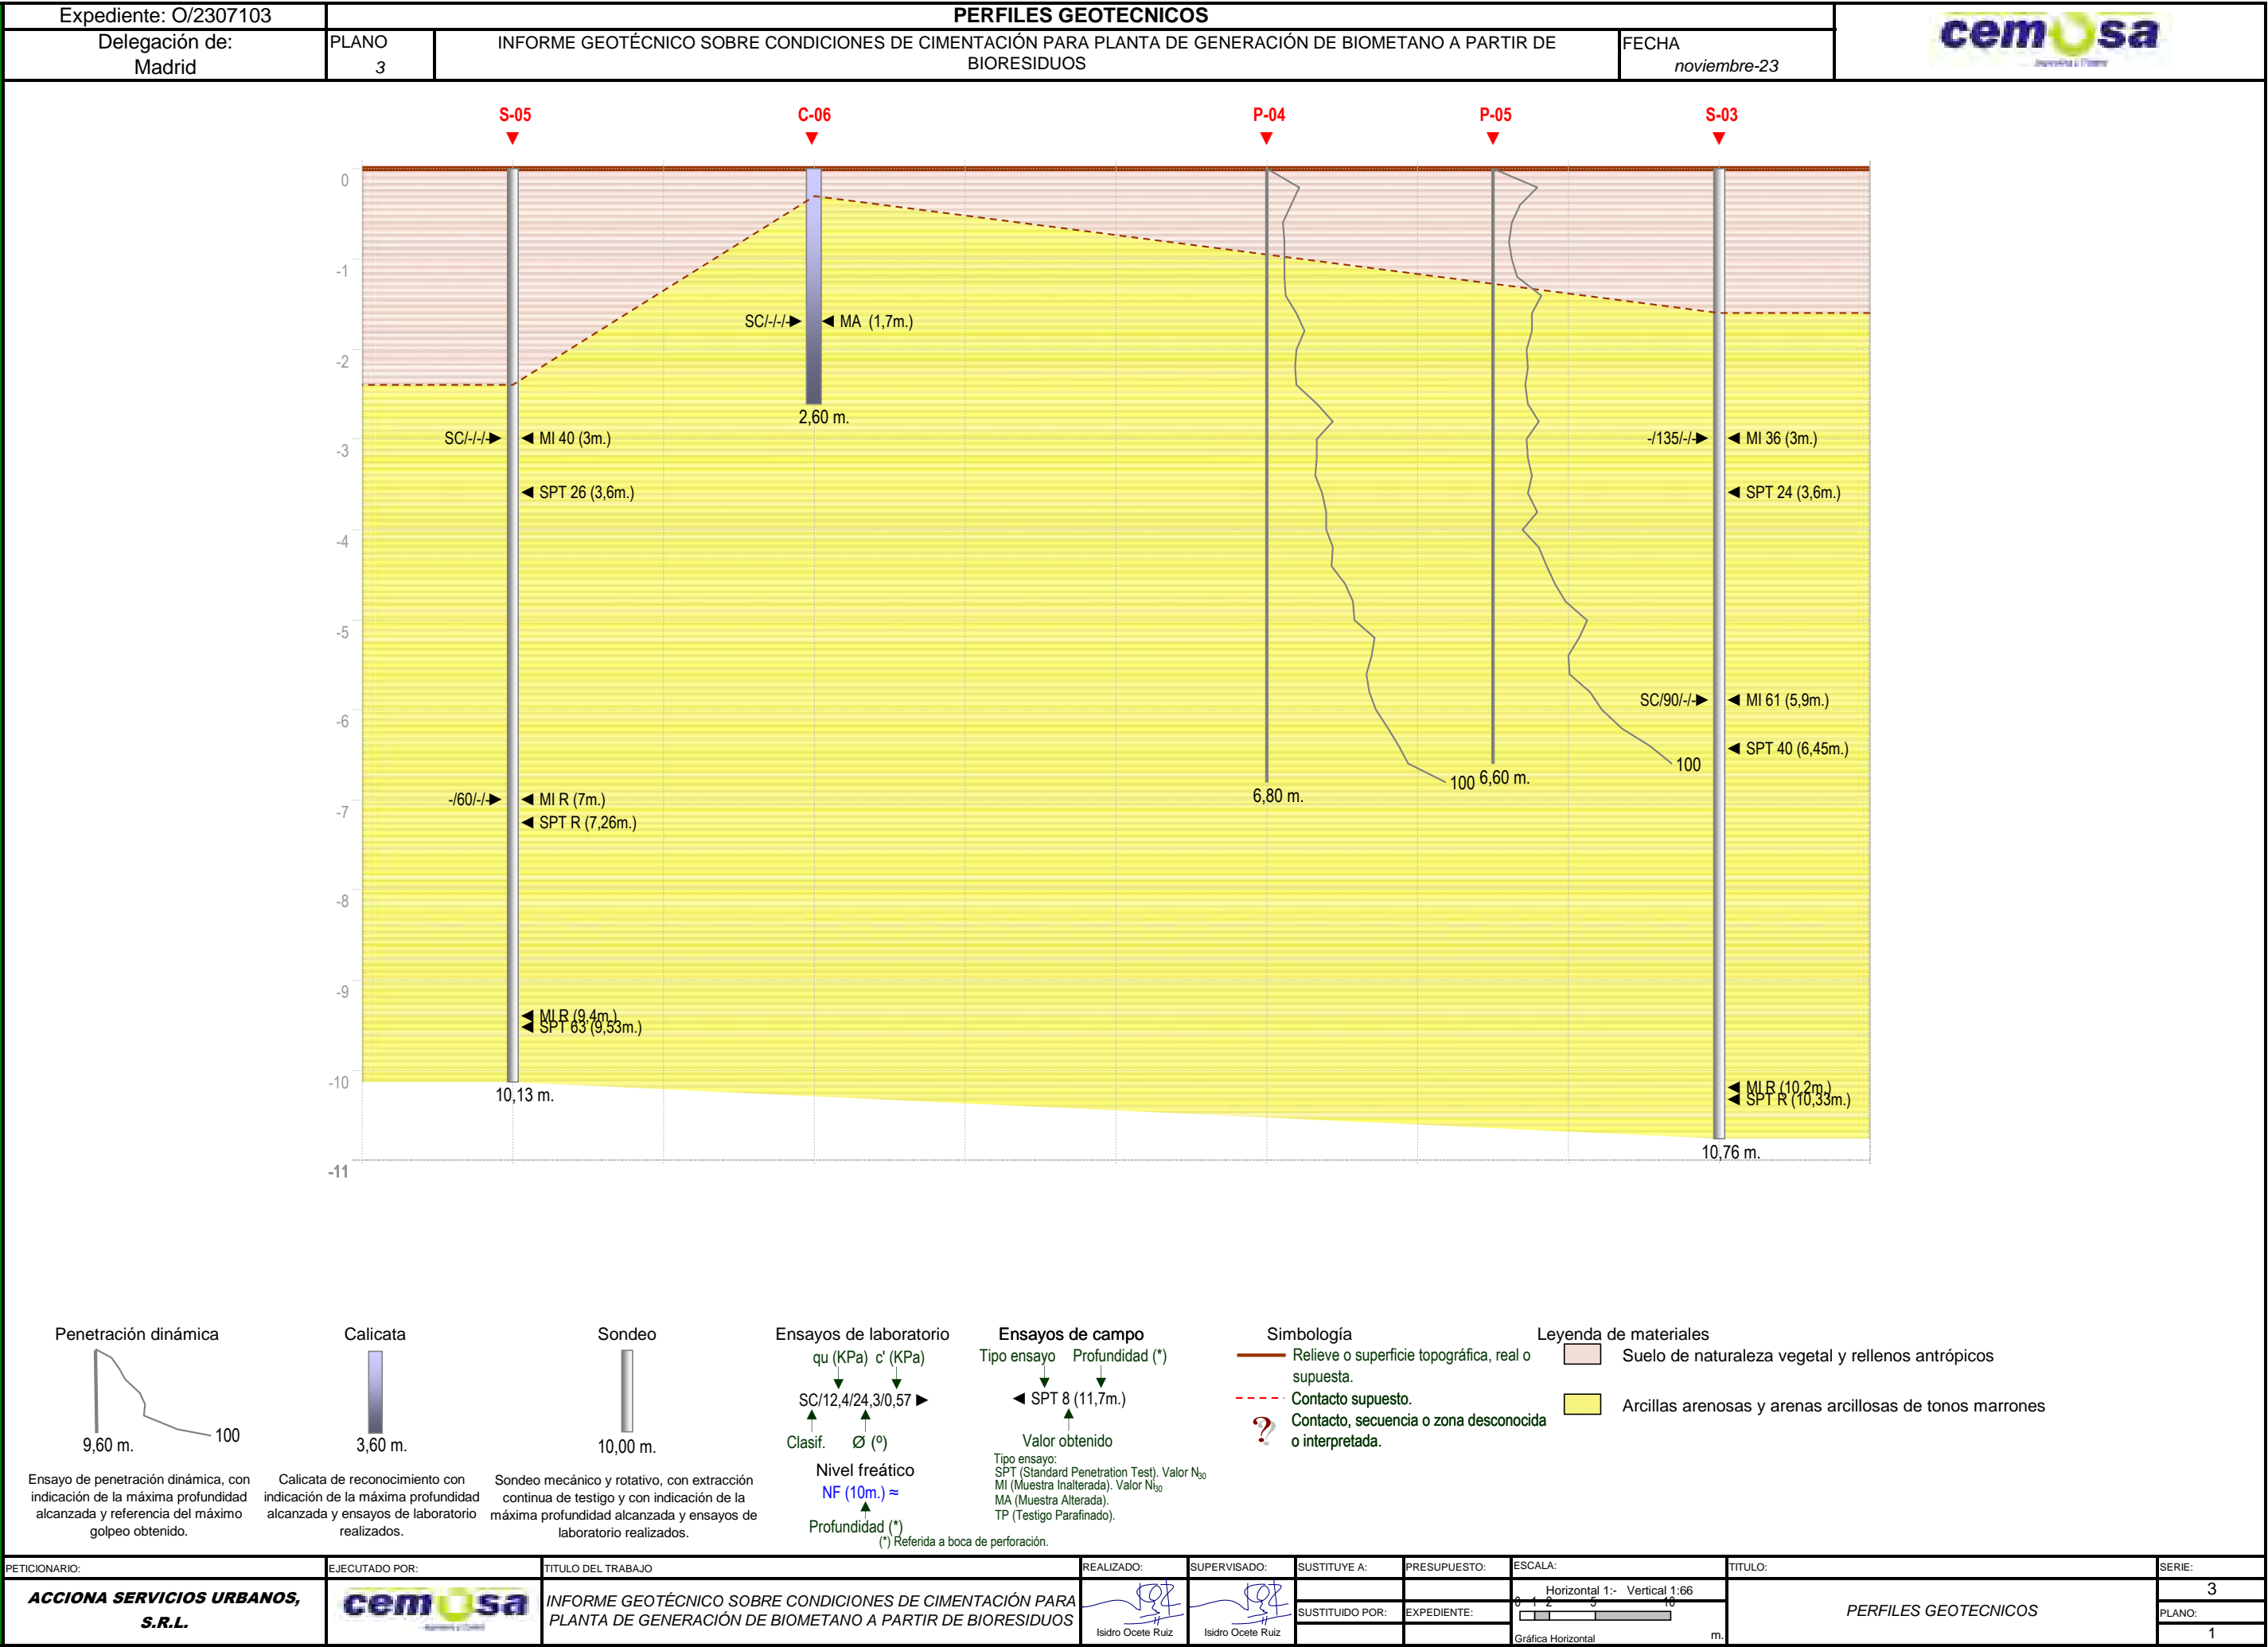 Expediente: O/2307103
PERFILES GEOTECNICOS
cemosa
Delegación de:
Madrid
PLANO
3
INFORME GEOTÉCNICO SOBRE CONDICIONES DE CIMENTACIÓN PARA PLANTA DE GENERACIÓN DE BIOMETANO A PARTIR DE
BIORESIDUOS
FECHA
noviembre-23
S-05
C-06
P-04
P-05
S-03
0
-1
-2
-3
-4
-5
-6
-7
-8
-9
-10
-11
SC/-/-/-
MA (1,7m.)
2,60 m.
SC/-/-/-
MI 40 (3m.)
SPT 26 (3,6m.)
-/60/-/-
MI R (7m.)
SPT R (7,26m.)
MI R (9,4m.)
SPT 63 (9,53m.)
10,13 m.
100
6,80 m.
100
6,60 m.
-/135/-/-
MI 36 (3m.)
SPT 24 (3,6m.)
SC/90/-/-
MI 61 (5,9m.)
SPT 40 (6,45m.)
MI R (10,2m.)
SPT R (10,33m.)
10,76 m.
Penetración dinámica
100
9,60 m.
Ensayo de penetración dinámica, con
indicación de la máxima profundidad
alcanzada y referencia del máximo
golpeo obtenido.
Calicata
3,60 m.
Calicata de reconocimiento con
indicación de la máxima profundidad
alcanzada y ensayos de laboratorio
realizados.
Sondeo
10,00 m.
Sondeo mecánico y rotativo, con extracción
continua de testigo y con indicación de la
máxima profundidad alcanzada y ensayos de
laboratorio realizados.
Ensayos de laboratorio
qu (KPa) c' (KPa)
SC/12,4/24,3/0,57
Clasif. Ø (º)
Nivel freático
NF (10m.) ≈
Profundidad (*)
(*) Referida a boca de perforación.
Ensayos de campo
Tipo ensayo Profundidad (*)
SPT 8 (11,7m.)
Valor obtenido
Tipo ensayo:
SPT (Standard Penetration Test). Valor N30
MI (Muestra Inalterada). Valor Ni30
MA (Muestra Alterada).
TP (Testigo Parafinado).
Simbología
Relieve o superficie topográfica, real o
supuesta.
Contacto supuesto.
? Contacto, secuencia o zona desconocida
o interpretada.
Leyenda de materiales
Suelo de naturaleza vegetal y rellenos antrópicos
Arcillas arenosas y arenas arcillosas de tonos marrones
PETICIONARIO:
ACCIONA SERVICIOS URBANOS,
S.R.L.
EJECUTADO POR:
cemosa
TITULO DEL TRABAJO
INFORME GEOTÉCNICO SOBRE CONDICIONES DE CIMENTACIÓN PARA
PLANTA DE GENERACIÓN DE BIOMETANO A PARTIR DE BIORESIDUOS
REALIZADO:
Isidro Ocete Ruiz
SUPERVISADO:
Isidro Ocete Ruiz
SUSTITUYE A:
SUSTITUIDO POR:
PRESUPUESTO:
EXPEDIENTE:
ESCALA:
Horizontal 1:- Vertical 1:66
0 1 2 5 10
Gráfica Horizontal m.
TITULO:
PERFILES GEOTECNICOS
SERIE:
3
PLANO:
1